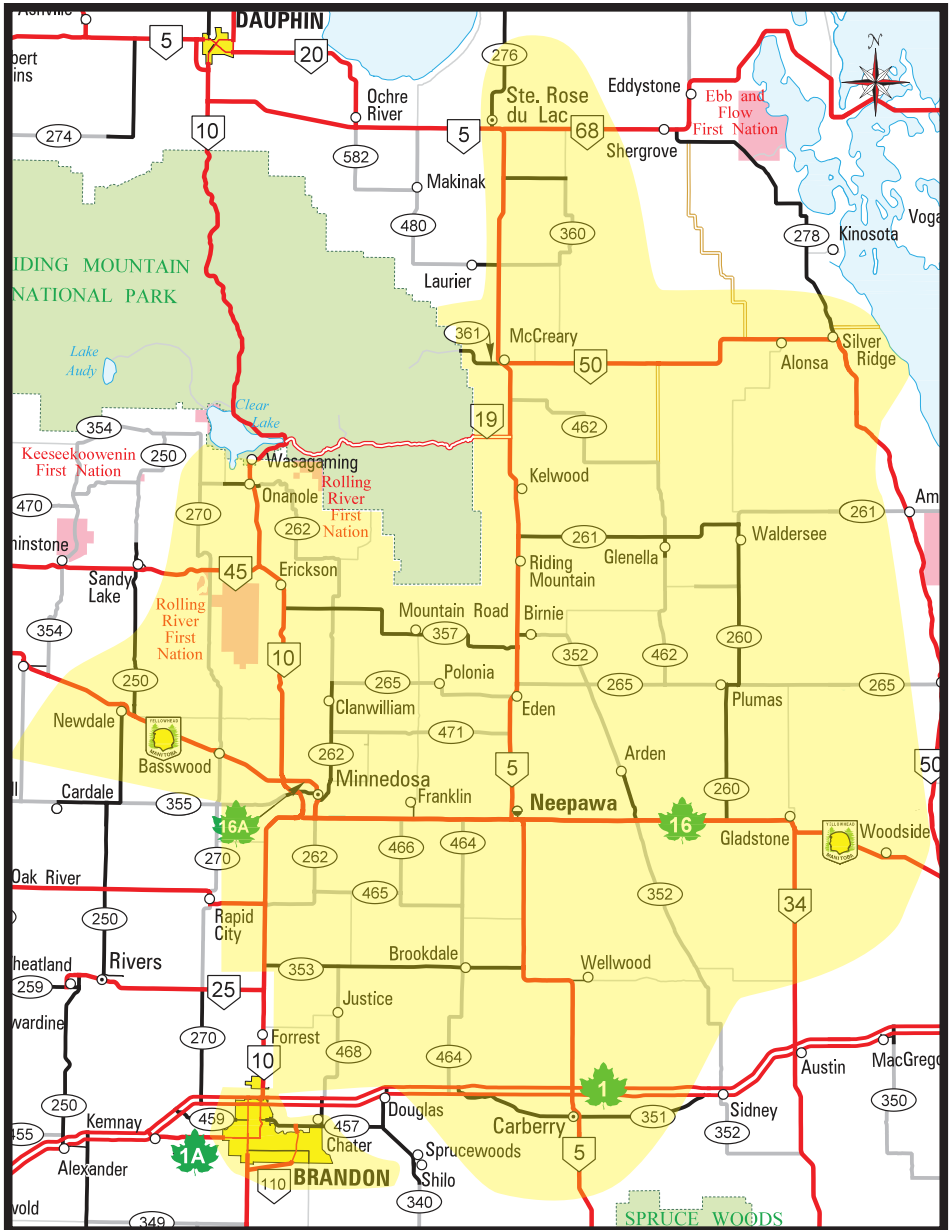 Ashville
DAUPHIN
5
20
276
N
Eddystone
Ebb and
Flow
First Nation
Ochre
River
Ste. Rose
du Lac
274
10
5
68
Shergrove
582
Makinak
480
360
278
Kinosota
Laurier
RIDING MOUNTAIN
NATIONAL PARK
361
McCreary
50
Alonsa
Silver
Ridge
Lake
Audy
Clear
Lake
19
354
250
462
Keeseekoowenin
First Nation
Wasagaming
Onanole
Rolling
River
First
Nation
Kelwood
470
270
262
261
261
Waldersee
Glenella
Riding
Mountain
Sandy
Lake
45
Erickson
Rolling
River
First
Nation
354
Mountain Road
357
Birnie
352
462
260
10
250
265
Polonia
265
Plumas
265
Clanwilliam
Eden
Newdale
YELLOWHEAD
MANITOBA
471
Basswood
262
Arden
5
50
Minnedosa
Cardale
355
Franklin
Neepawa
260
16A
16
Gladstone
YELLOWHEAD
MANITOBA
Woodside
270
262
466
464
Oak River
465
352
34
250
Rapid
City
Brookdale
353
Wellwood
Rivers
259
25
Justice
270
Forrest
468
464
10
Austin
MacGreg
1
250
Kemnay
459
457
Chater
Douglas
Carberry
351
Sidney
350
352
Alexander
1A
Sprucewoods
Shilo
5
BRANDON
110
340
349
SPRUCE WOODS